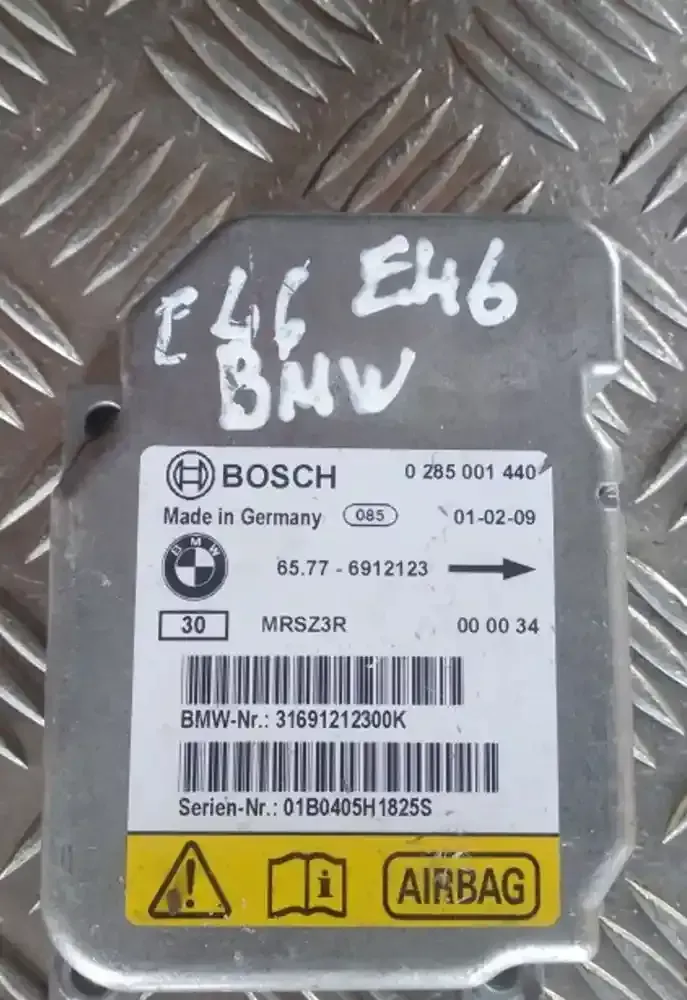 E46 E46
BMW
BOSCH 0 285 001 440
Made in Germany 085 01-02-09
BMW
65.77 - 6912123
30 MRSZ3R 00 00 34
BMW-Nr.: 31691212300K
Serien-Nr.: 01B0405H1825S
AIRBAG